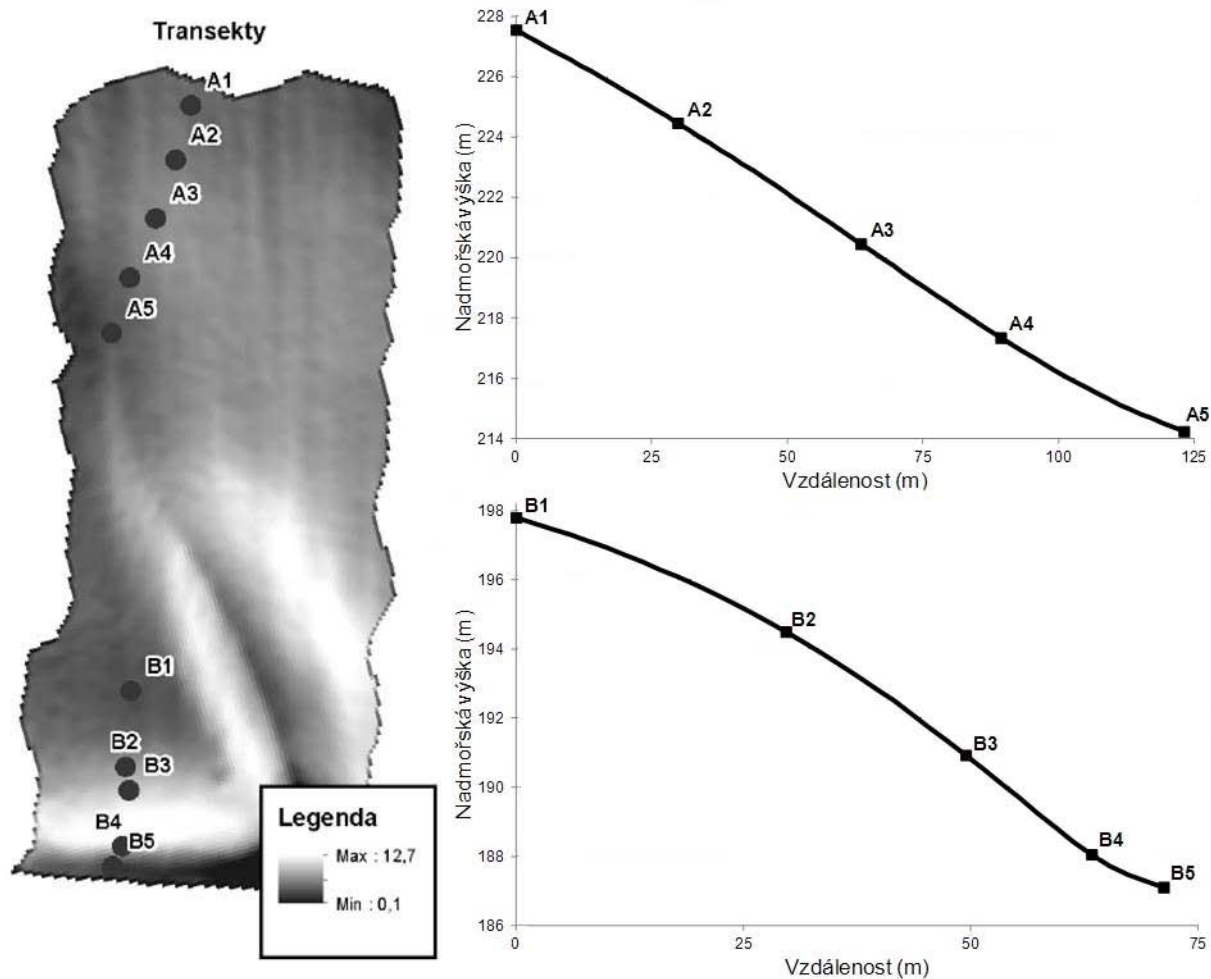 Transekty
A1
A2
A3
A4
A5
B1
B2
B3
B4
B5
Legenda
Max : 12,7
Min : 0,1
228
226
224
222
220
218
216
214
Nadmořská výška (m )
A1
A2
A3
A4
A5
0 25 50 75 100 125
Vzdálenost (m)
198
196
194
192
190
188
186
Nadmořská výška (m )
B1
B2
B3
B4
B5
0 25 50 75
Vzdálenost (m)